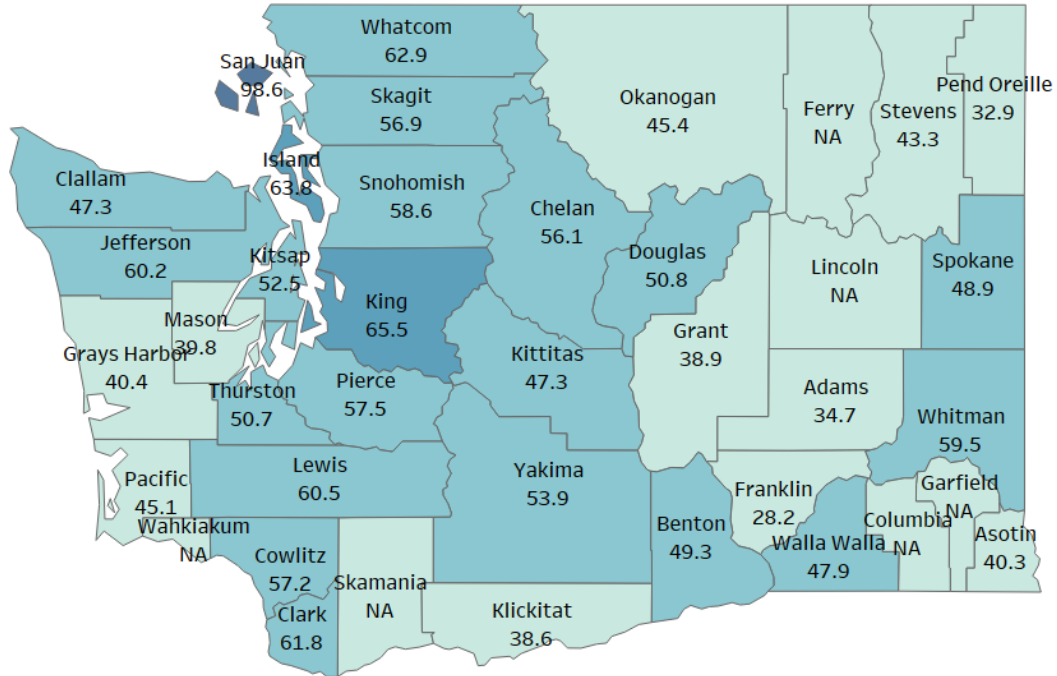 Whatcom
62.9
San Juan
98.6
Skagit
56.9
Okanogan
45.4
Ferry
NA
Stevens
43.3
Pend Oreille
32.9
Island
63.8
Clallam
47.3
Snohomish
58.6
Chelan
56.1
Jefferson
60.2
Kitsap
52.5
Douglas
50.8
Lincoln
NA
Spokane
48.9
King
65.5
Mason
39.8
Grays Harbor
40.4
Grant
38.9
Kittitas
47.3
Thurston
50.7
Pierce
57.5
Adams
34.7
Whitman
59.5
Lewis
60.5
Yakima
53.9
Pacific
45.1
Franklin
28.2
Garfield
NA
Wahkiakum
NA
Benton
49.3
Columbia
NA
Walla Walla
47.9
Asotin
40.3
Cowlitz
57.2
Skamania
NA
Klickitat
38.6
Clark
61.8